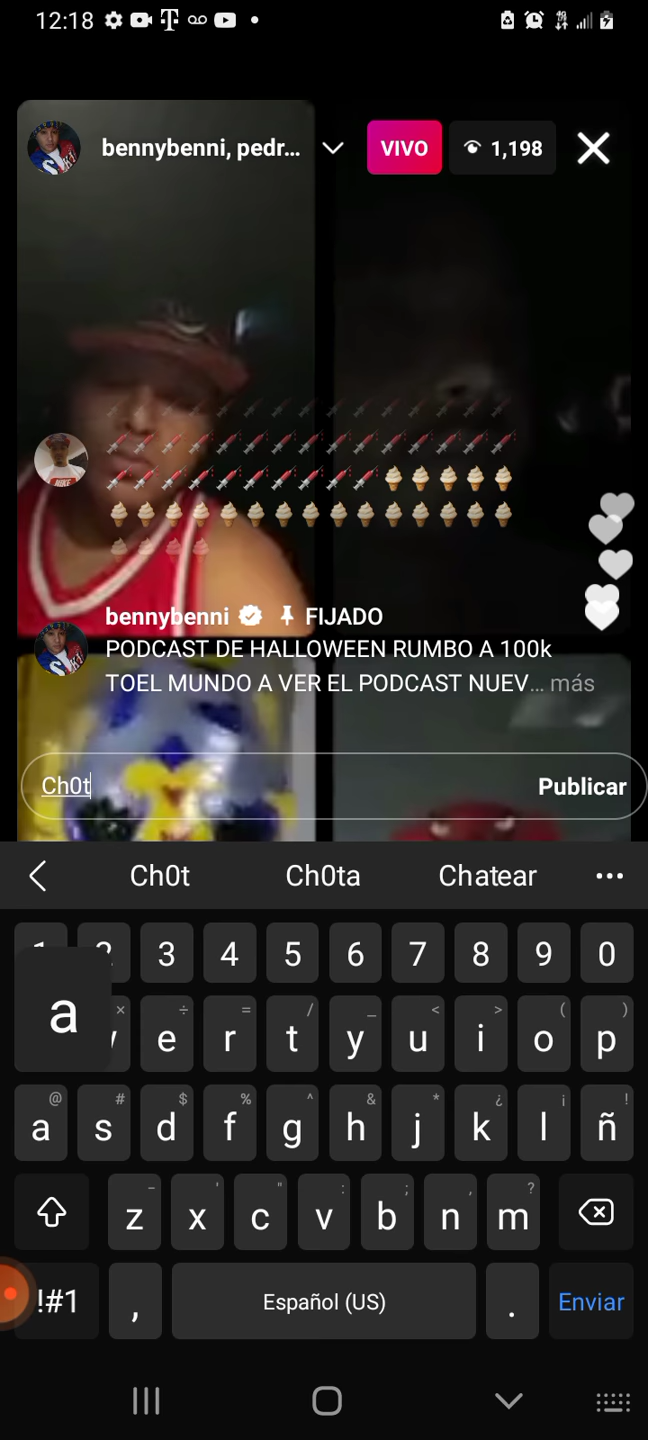 12:18
bennybenni, pedr...
VIVO
1,198
bennybenni FIJADO
PODCAST DE HALLOWEEN RUMBO A 100k
TOEL MUNDO A VER EL PODCAST NUEV... más
Ch0t
Publicar
Ch0t Ch0ta Chatear
3 4 5 6 7 8 9 0
a
e r t y u i o p
a s d f g h j k l ñ
z x c v b n m
!#1 , Español (US) . Enviar